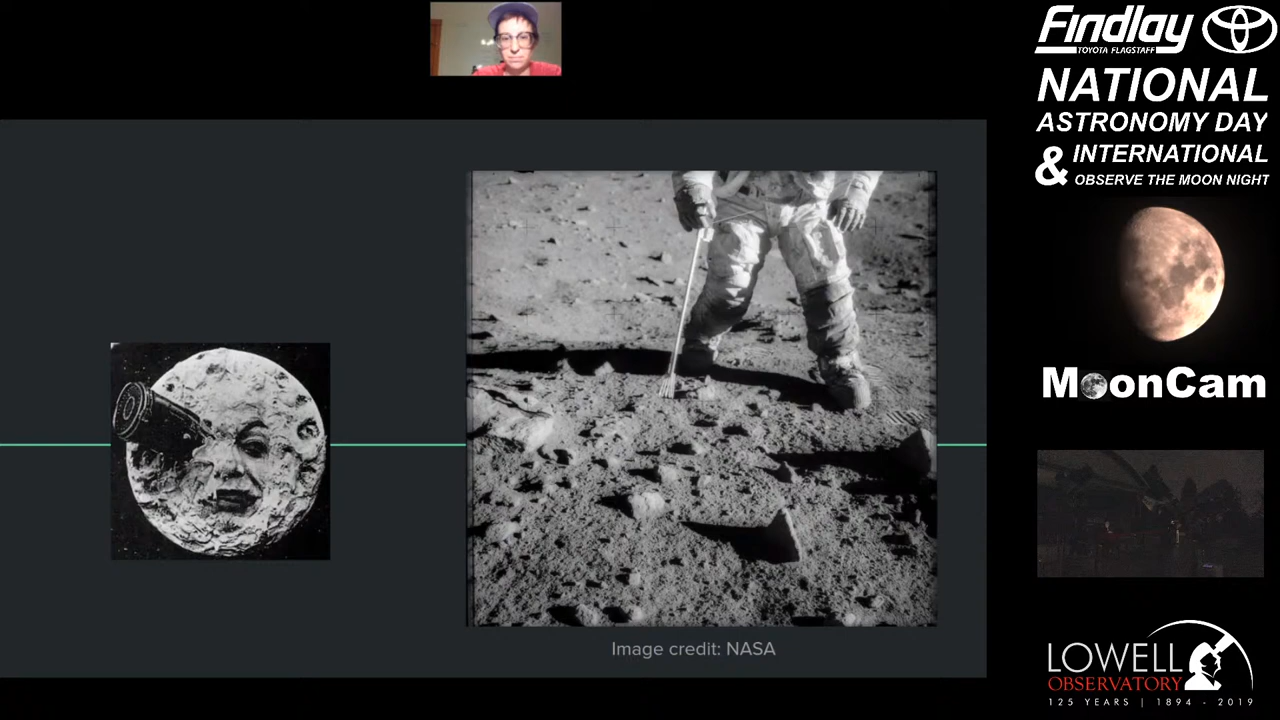 Findlay
TOYOTA FLAGSTAFF
NATIONAL
ASTRONOMY DAY
& INTERNATIONAL
OBSERVE THE MOON NIGHT
MoonCam
Image credit: NASA
LOWELL
OBSERVATORY
125 YEARS | 1894 - 2019